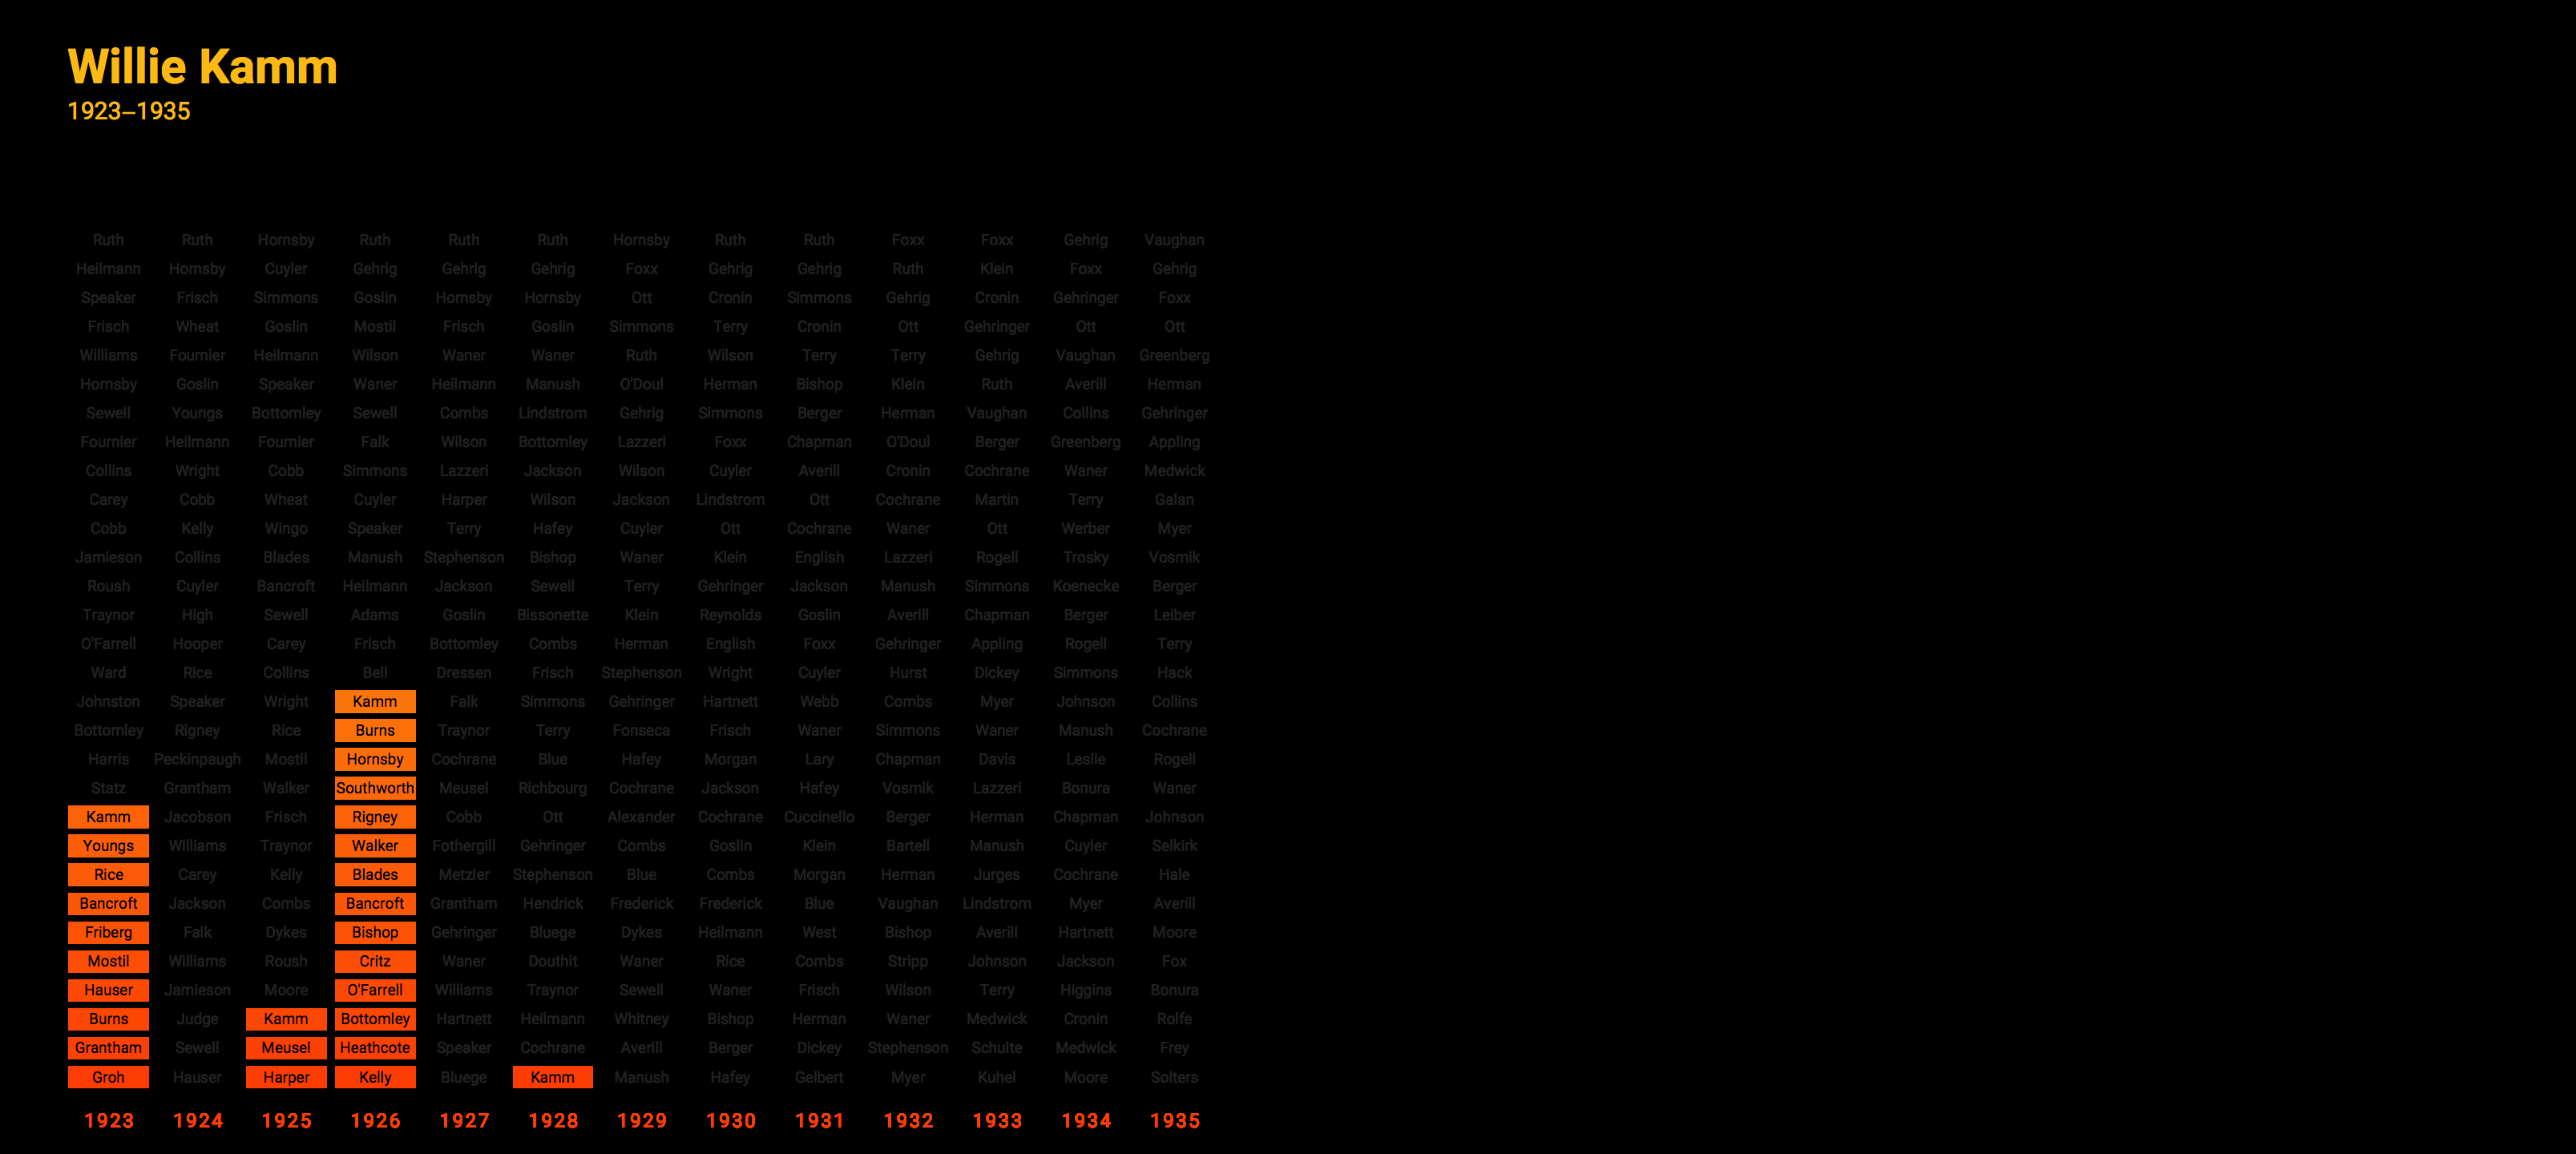 Willie Kamm
1923–1935
Ruth Ruth Hornsby Ruth Ruth Ruth Hornsby Ruth Ruth Foxx Foxx Gehrig Vaughan
Heilmann Hornsby Cuyler Gehrig Gehrig Gehrig Foxx Gehrig Gehrig Ruth Klein Foxx Gehrig
Speaker Frisch Simmons Goslin Hornsby Hornsby Ott Cronin Simmons Gehrig Cronin Gehringer Foxx
Frisch Wheat Goslin Mostil Frisch Goslin Simmons Terry Cronin Ott Gehringer Ott Ott
Williams Fournier Heilmann Wilson Waner Waner Ruth Wilson Terry Terry Gehrig Vaughan Greenberg
Hornsby Goslin Speaker Waner Heilmann Manush O'Doul Herman Bishop Klein Ruth Averill Herman
Sewell Youngs Bottomley Sewell Combs Lindstrom Gehrig Simmons Berger Herman Vaughan Collins Gehringer
Fournier Heilmann Fournier Falk Wilson Bottomley Lazzeri Foxx Chapman O'Doul Berger Greenberg Appling
Collins Wright Cobb Simmons Lazzeri Jackson Wilson Cuyler Averill Cronin Cochrane Waner Medwick
Carey Cobb Wheat Cuyler Harper Wilson Jackson Lindstrom Ott Cochrane Martin Terry Galan
Cobb Kelly Wingo Speaker Terry Hafey Cuyler Ott Cochrane Waner Ott Werber Myer
Jamieson Collins Blades Manush Stephenson Bishop Waner Klein English Lazzeri Rogell Trosky Vosmik
Roush Cuyler Bancroft Heilmann Jackson Sewell Terry Gehringer Jackson Manush Simmons Koenecke Berger
Traynor High Sewell Adams Goslin Bissonette Klein Reynolds Goslin Averill Chapman Berger Leiber
O'Farrell Hooper Carey Frisch Bottomley Combs Herman English Foxx Gehringer Appling Rogell Terry
Ward Rice Collins Bell Dressen Frisch Stephenson Wright Cuyler Hurst Dickey Simmons Hack
Johnston Speaker Wright Kamm Falk Simmons Gehringer Hartnett Webb Combs Myer Johnson Collins
Bottomley Rigney Rice Burns Traynor Terry Fonseca Frisch Waner Simmons Waner Manush Cochrane
Harris Peckinpaugh Mostil Hornsby Cochrane Blue Hafey Morgan Lary Chapman Davis Leslie Rogell
Statz Grantham Walker Southworth Meusel Richbourg Cochrane Jackson Hafey Vosmik Lazzeri Bonura Waner
Kamm Jacobson Frisch Rigney Cobb Ott Alexander Cochrane Cuccinello Berger Herman Chapman Johnson
Youngs Williams Traynor Walker Fothergill Gehringer Combs Goslin Klein Bartell Manush Cuyler Selkirk
Rice Carey Kelly Blades Metzler Stephenson Blue Combs Morgan Herman Jurges Cochrane Hale
Bancroft Jackson Combs Bancroft Grantham Hendrick Frederick Frederick Blue Vaughan Lindstrom Myer Averill
Friberg Falk Dykes Bishop Gehringer Bluege Dykes Heilmann West Bishop Averill Hartnett Moore
Mostil Williams Roush Critz Waner Douthit Waner Rice Combs Stripp Johnson Jackson Fox
Hauser Jamieson Moore O'Farrell Williams Traynor Sewell Waner Frisch Wilson Terry Higgins Bonura
Burns Judge Kamm Bottomley Hartnett Heilmann Whitney Bishop Herman Waner Medwick Cronin Rolfe
Grantham Sewell Meusel Heathcote Speaker Cochrane Averill Berger Dickey Stephenson Schulte Medwick Frey
Groh Hauser Harper Kelly Bluege Kamm Manush Hafey Gelbert Myer Kuhel Moore Solters
1923 1924 1925 1926 1927 1928 1929 1930 1931 1932 1933 1934 1935